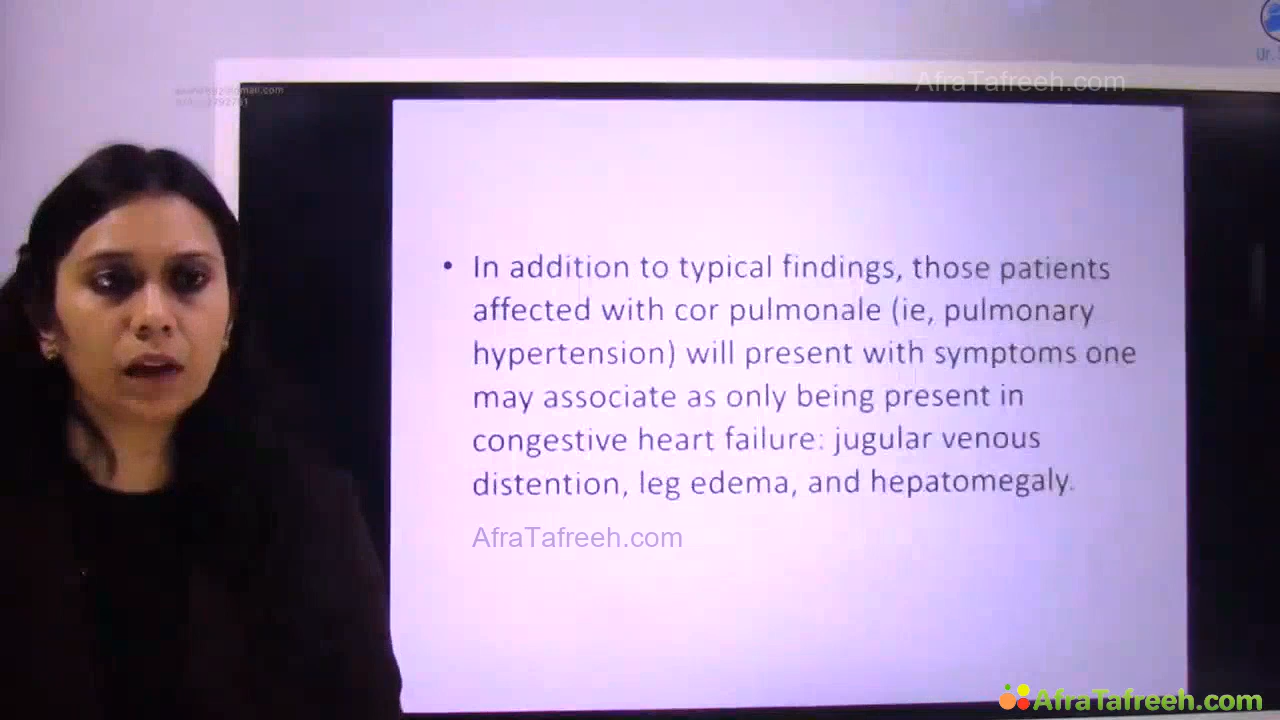 AfraTafreeh.com
• In addition to typical findings, those patients
affected with cor pulmonale (ie, pulmonary
hypertension) will present with symptoms one
may associate as only being present in
congestive heart failure: jugular venous
distention, leg edema, and hepatomegaly.
AfraTafreeh.com
AfraTafreeh.com